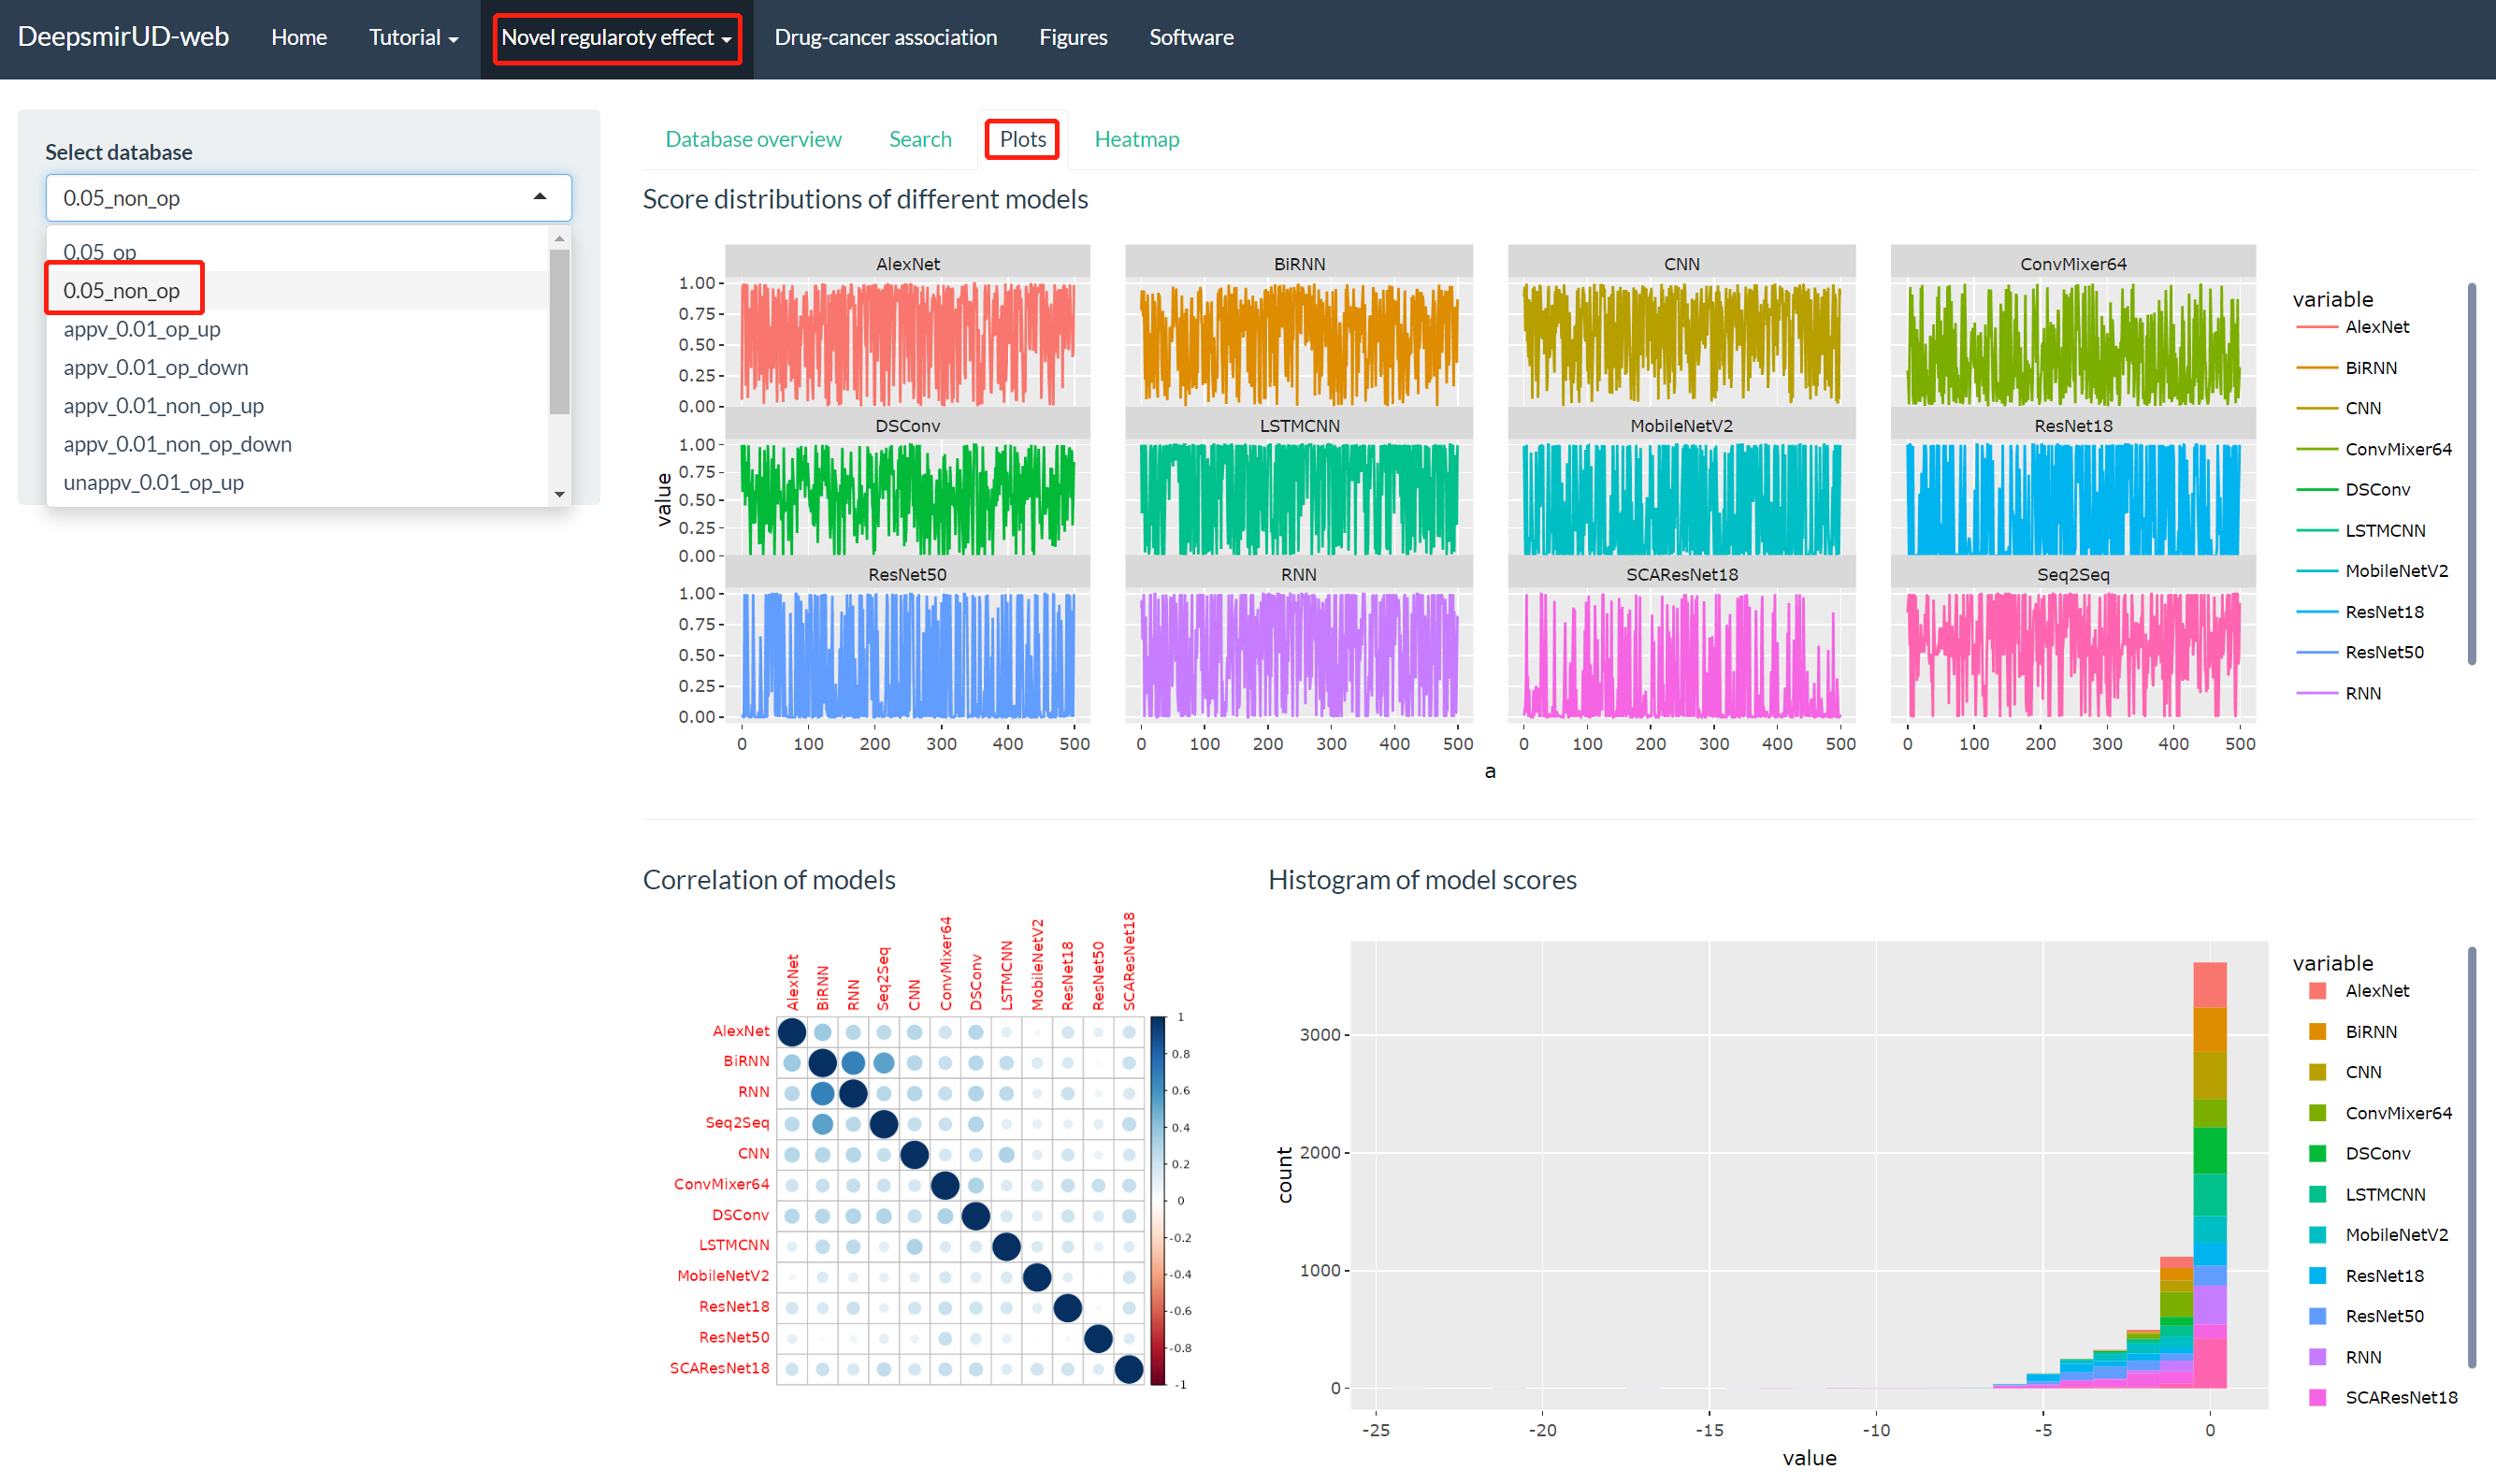 DeepsmirUD-web Home Tutorial Novel regularoty effect Drug-cancer association Figures Software
Select database
0.05_non_op
0.05_op
0.05_non_op
appv_0.01_op_up
appv_0.01_op_down
appv_0.01_non_op_up
appv_0.01_non_op_down
unappv_0.01_op_up
Database overview Search Plots Heatmap
Score distributions of different models
AlexNet BiRNN CNN ConvMixer64
1.00
0.75
0.50
0.25
0.00
DSConv LSTMCNN MobileNetV2 ResNet18
1.00
0.75
0.50
0.25
0.00
ResNet50 RNN SCAResNet18 Seq2Seq
1.00
0.75
0.50
0.25
0.00
0 100 200 300 400 500 0 100 200 300 400 500 0 100 200 300 400 500 0 100 200 300 400 500
value
a
variable
AlexNet
BiRNN
CNN
ConvMixer64
DSConv
LSTMCNN
MobileNetV2
ResNet18
ResNet50
RNN
Correlation of models
AlexNet BiRNN RNN Seq2Seq CNN ConvMixer64 DSConv LSTMCNN MobileNetV2 ResNet18 ResNet50 SCAResNet18
AlexNet
BiRNN
RNN
Seq2Seq
CNN
ConvMixer64
DSConv
LSTMCNN
MobileNetV2
ResNet18
ResNet50
SCAResNet18
1
0.8
0.6
0.4
0.2
0
-0.2
-0.4
-0.6
-0.8
-1
Histogram of model scores
3000
2000
1000
0
count
-25 -20 -15 -10 -5 0
value
variable
AlexNet
BiRNN
CNN
ConvMixer64
DSConv
LSTMCNN
MobileNetV2
ResNet18
ResNet50
RNN
SCAResNet18